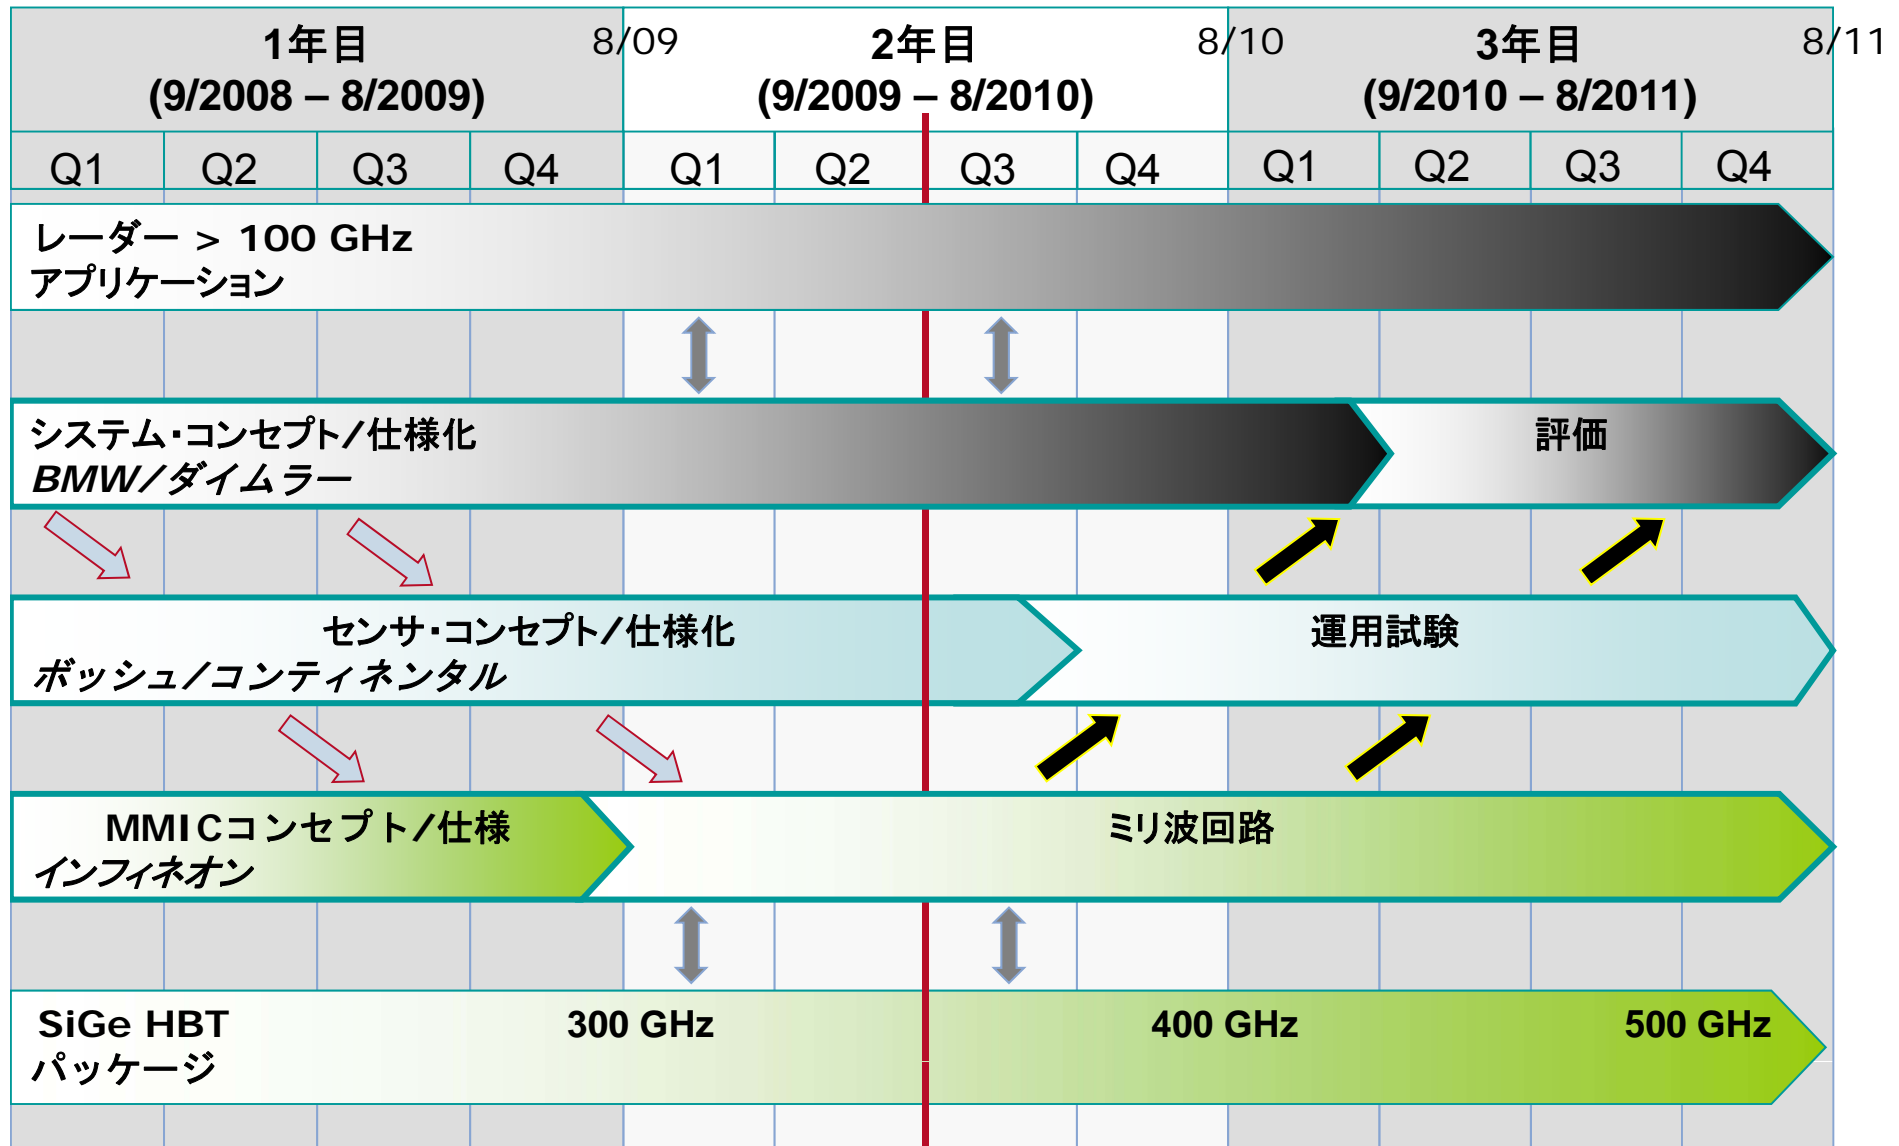 1年目
(9/2008 – 8/2009)
8/09
2年目
(9/2009 – 8/2010)
8/10
3年目
(9/2010 – 8/2011)
8/11
Q1 Q2 Q3 Q4 Q1 Q2 Q3 Q4 Q1 Q2 Q3 Q4
レーダー > 100 GHz
アプリケーション
システム・コンセプト/仕様化
BMW/ダイムラー
評価
センサ・コンセプト/仕様化
ボッシュ/コンティネンタル
運用試験
MMICコンセプト/仕様
インフィネオン
ミリ波回路
SiGe HBT
パッケージ
300 GHz
400 GHz
500 GHz